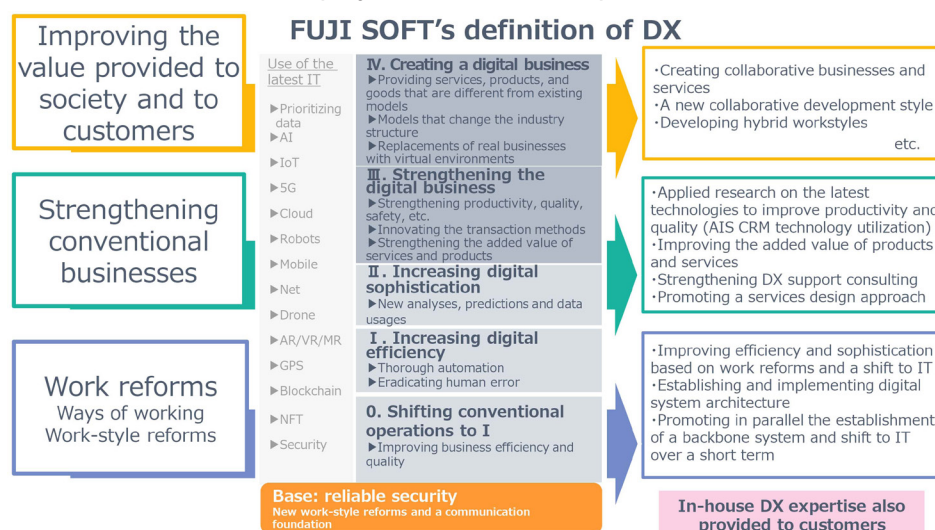 FUJI SOFT's definition of DX
Improving the
value provided to
society and to
customers
Strengthening
conventional
businesses
Work reforms
Ways of working
Work-style reforms
Use of the
latest IT
▶Prioritizing
data
▶AI
▶IoT
▶5G
▶Cloud
▶Robots
▶Mobile
▶Net
▶Drone
▶AR/VR/MR
▶GPS
▶Blockchain
▶NFT
▶Security
Ⅳ. Creating a digital business
▶Providing services, products, and
goods that are different from existing
models
▶Models that change the industry
structure
▶Replacements of real businesses
with virtual environments
Ⅲ. Strengthening the
digital business
▶Strengthening productivity, quality,
safety, etc.
▶Innovating the transaction methods
▶Strengthening the added value of
services and products
Ⅱ. Increasing digital
sophistication
▶New analyses, predictions and data
usages
Ⅰ. Increasing digital
efficiency
▶Thorough automation
▶Eradicating human error
0. Shifting conventional
operations to I
▶Improving business efficiency and
quality
Base: reliable security
New work-style reforms and a communication
foundation
・Creating collaborative businesses and
services
・A new collaborative development style
・Developing hybrid workstyles
etc.
・Applied research on the latest
technologies to improve productivity and
quality (AIS CRM technology utilization)
・Improving the added value of products
and services
・Strengthening DX support consulting
・Promoting a services design approach
・Improving efficiency and sophistication
based on work reforms and a shift to IT
・Establishing and implementing digital
system architecture
・Promoting in parallel the establishment
of a backbone system and shift to IT
over a short term
In-house DX expertise also
provided to customers